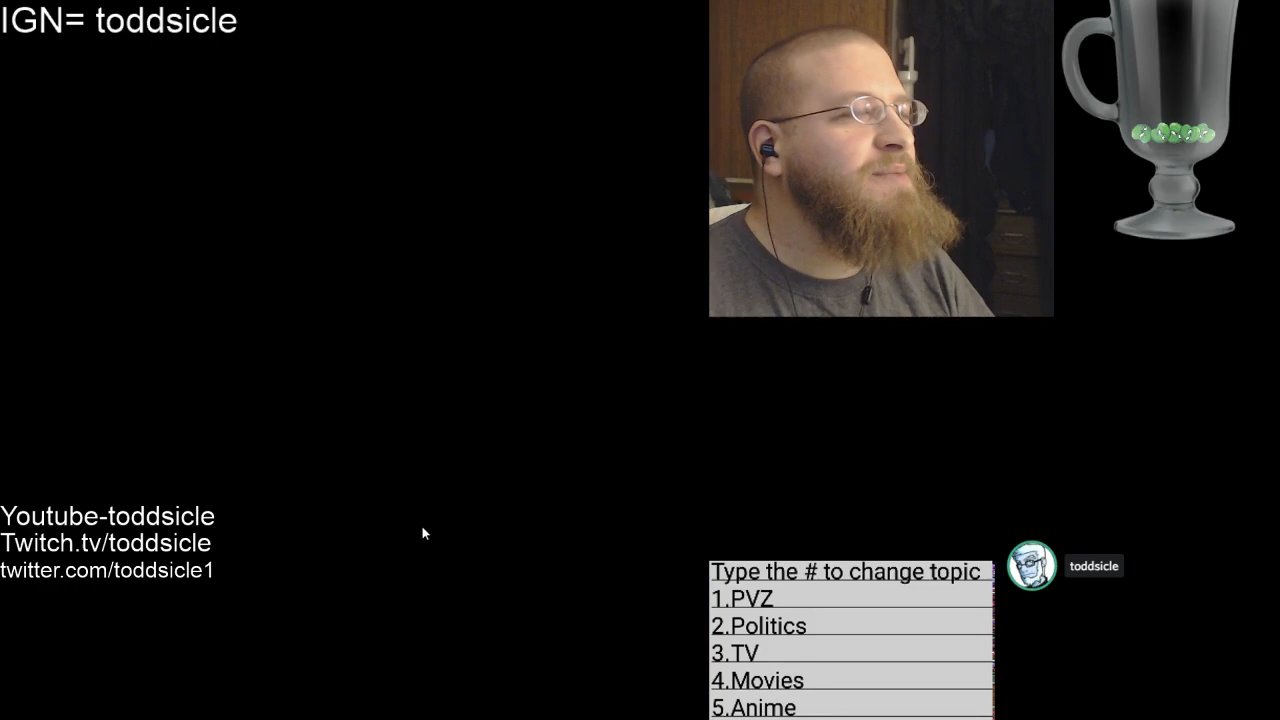 IGN= toddsicle
Youtube-toddsicle
Twitch.tv/toddsicle
twitter.com/toddsicle1
Type the # to change topic
1.PVZ
2.Politics
3.TV
4.Movies
5.Anime
toddsicle